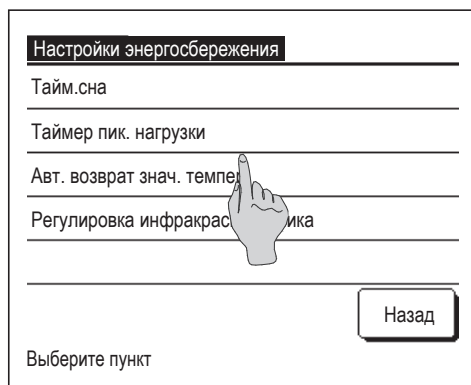 Настройки энергосбережения
Тайм.сна
Таймер пик. нагрузки
Авт. возврат знач.
Регулировка
Назад
Выберите пункт